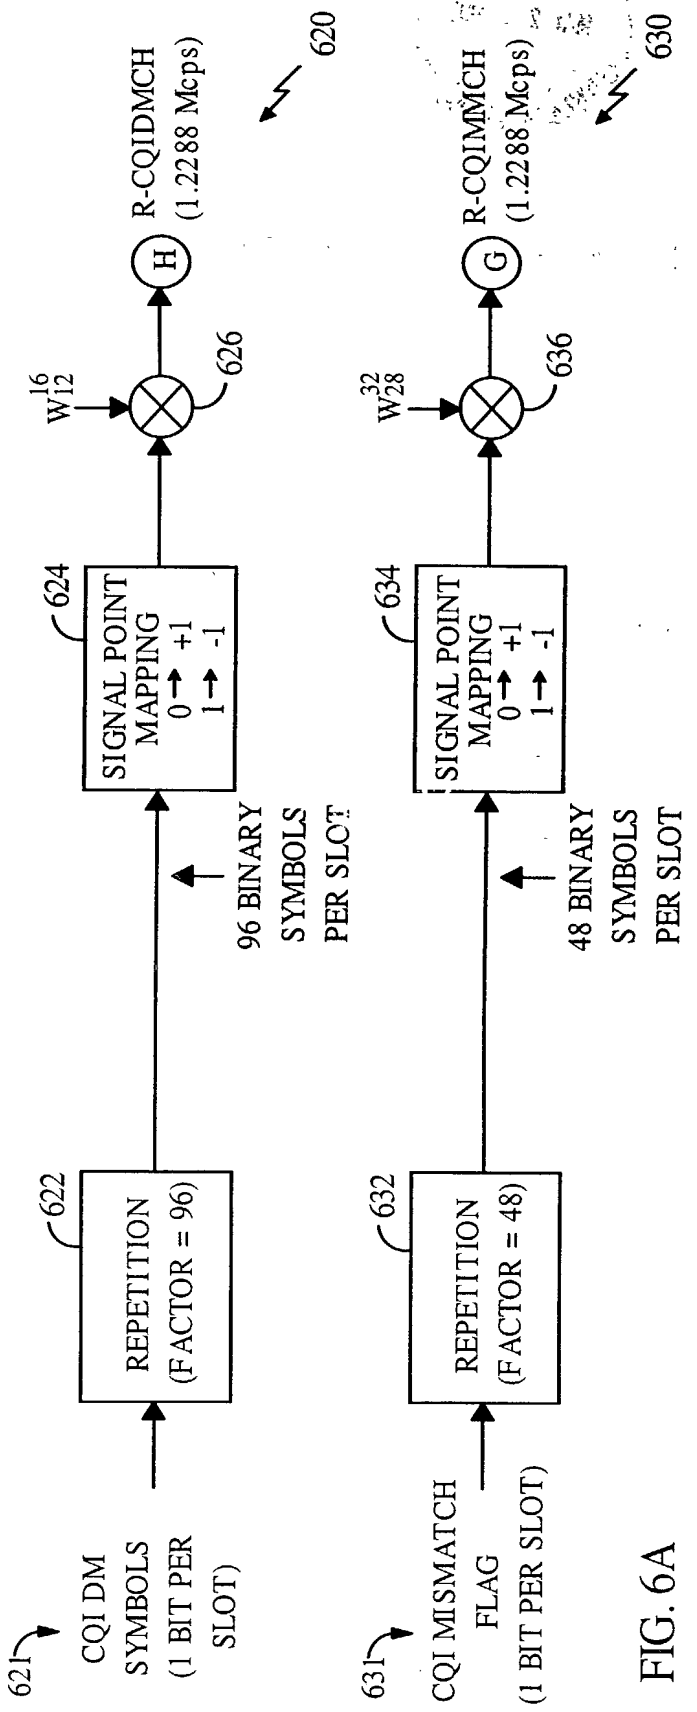 621
CQI DM
SYMBOLS
(1 BIT PER
SLOT)
622
REPETITION
(FACTOR = 96)
96 BINARY
SYMBOLS
PER SLOT
624
SIGNAL POINT
MAPPING
0 → +1
1 → -1
W 16 12
626
H
R-CQIDMCH
(1.2288 Mcps)
620
631
CQI MISMATCH
FLAG
(1 BIT PER SLOT)
632
REPETITION
(FACTOR = 48)
48 BINARY
SYMBOLS
PER SLOT
634
SIGNAL POINT
MAPPING
0 → +1
1 → -1
W 32 28
636
G
R-CQIMMCH
(1.2288 Mcps)
630
FIG. 6A